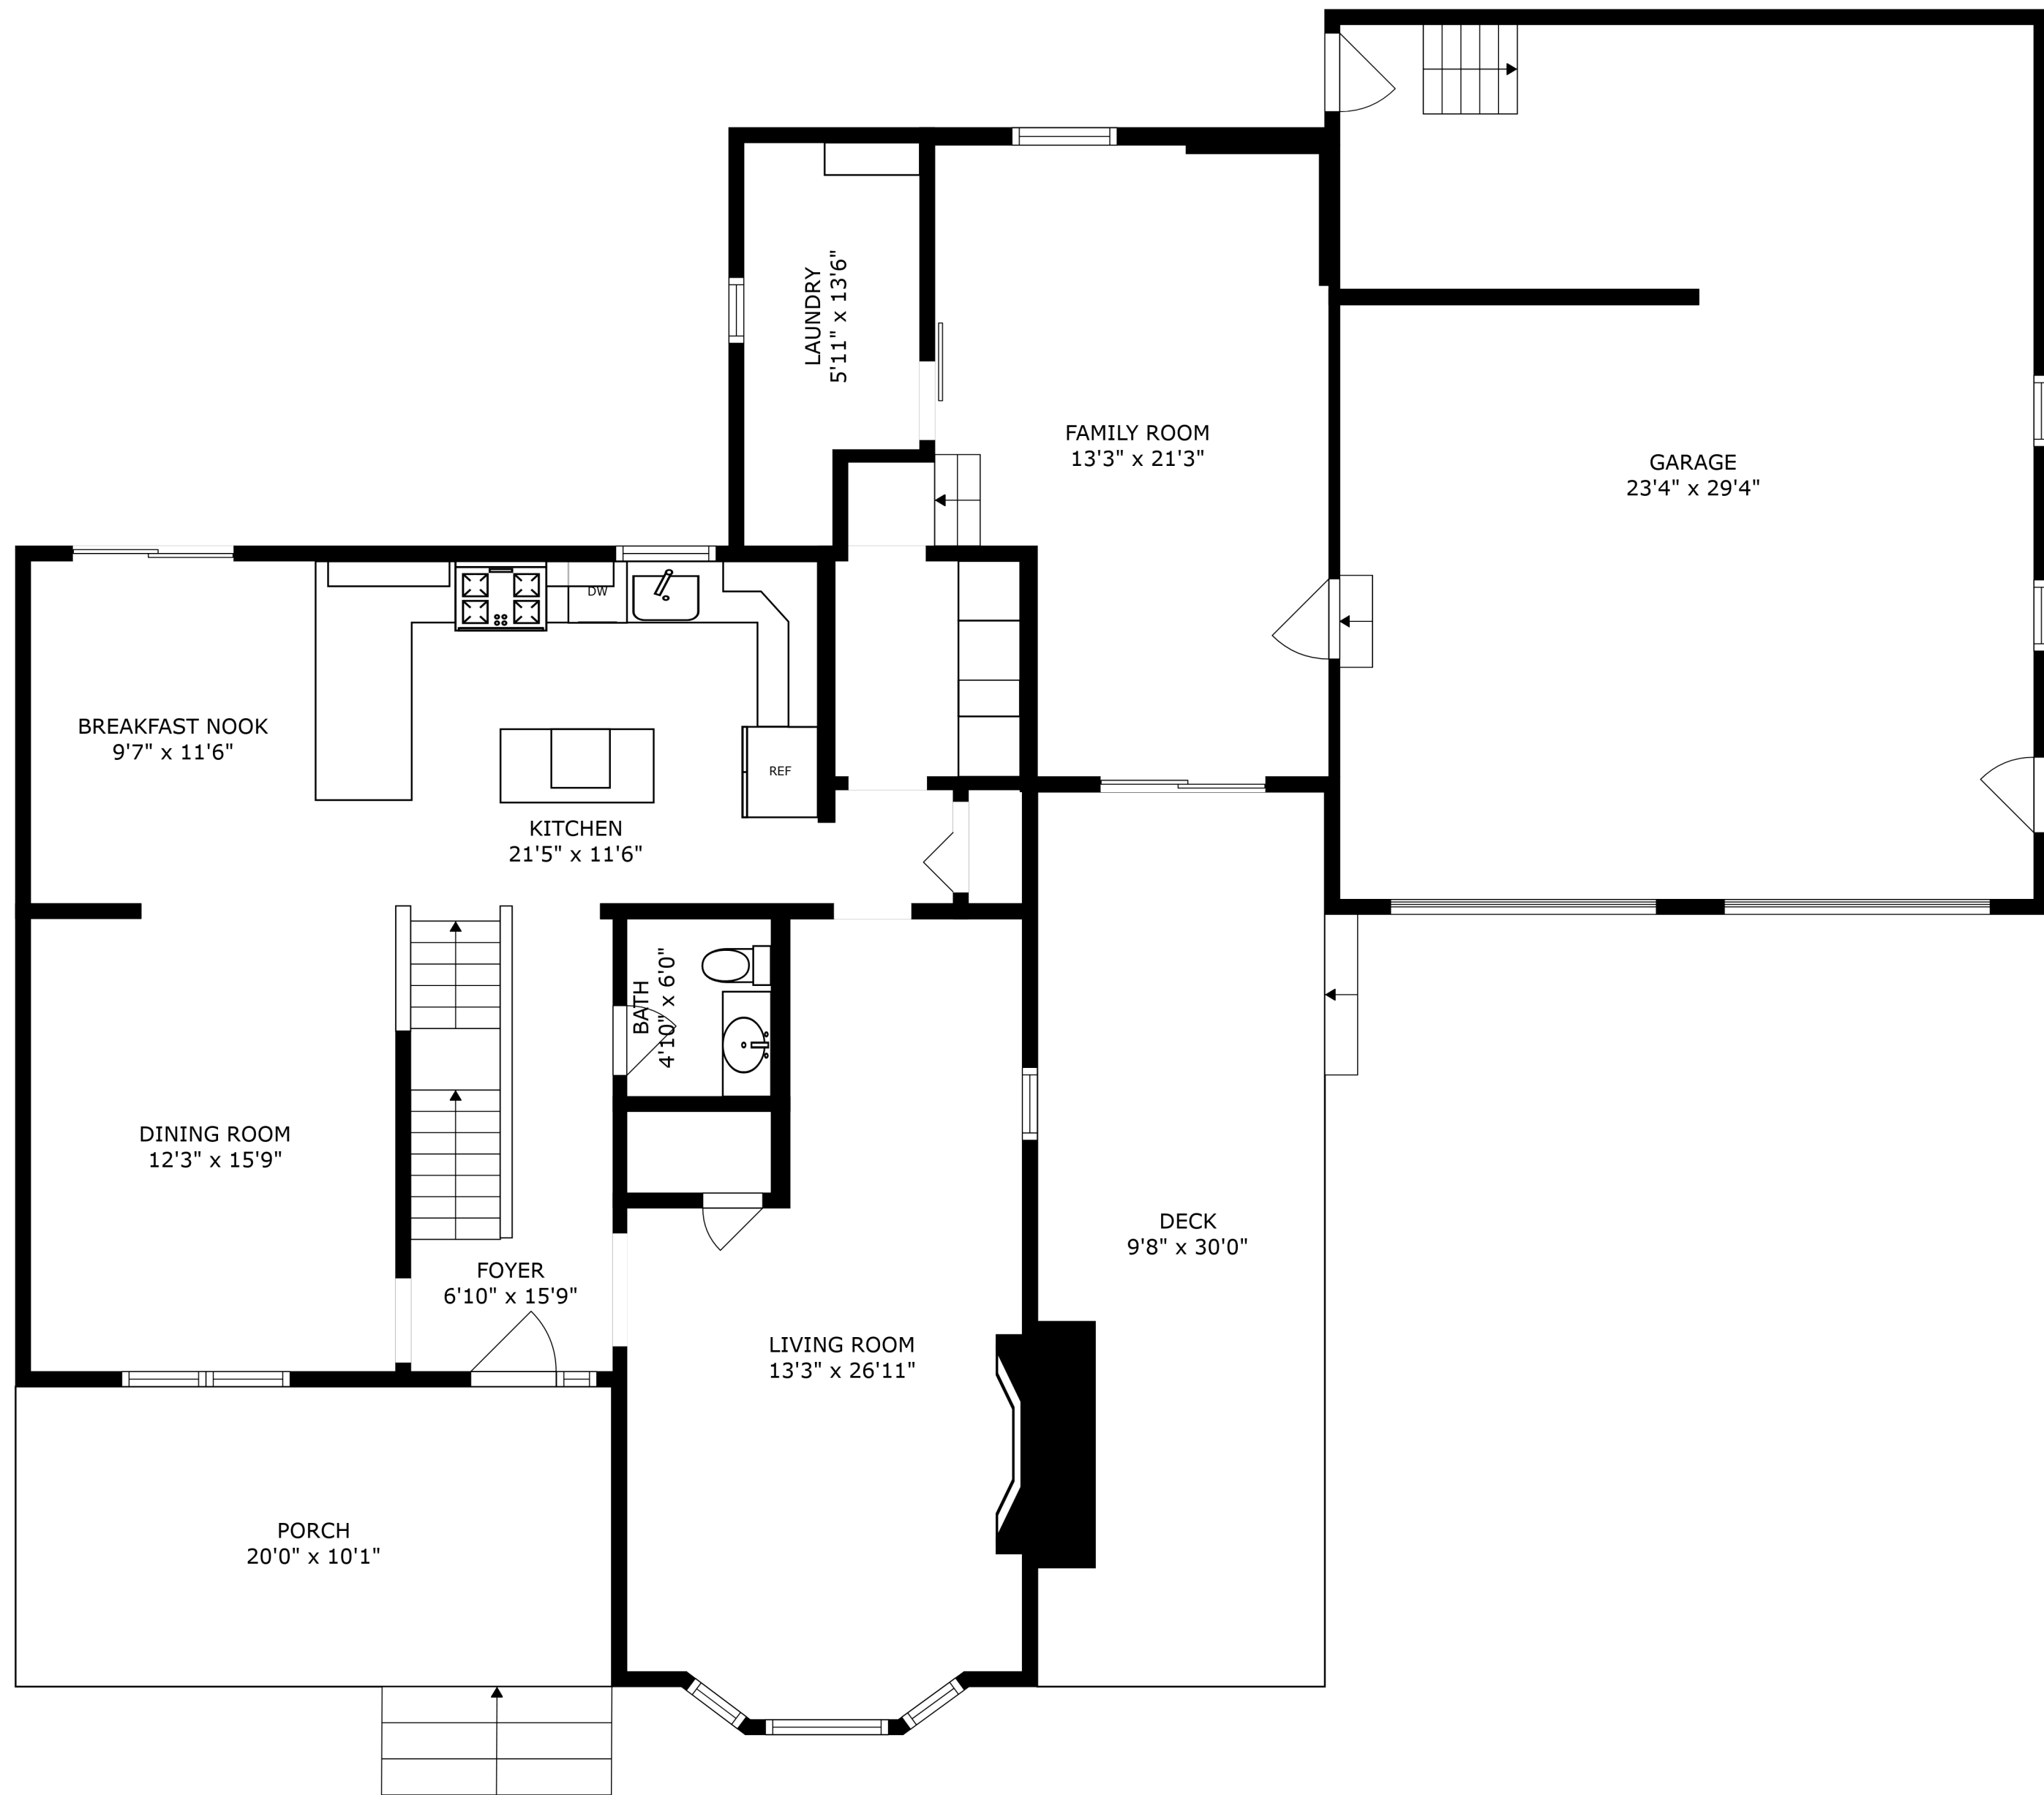 LAUNDRY
5'11" x 13'6"
FAMILY ROOM
13'3" x 21'3"
GARAGE
23'4" x 29'4"
DW
BREAKFAST NOOK
9'7" x 11'6"
REF
KITCHEN
21'5" x 11'6"
BATH
4'10" x 6'0"
DINING ROOM
12'3" x 15'9"
DECK
9'8" x 30'0"
FOYER
6'10" x 15'9"
LIVING ROOM
13'3" x 26'11"
PORCH
20'0" x 10'1"